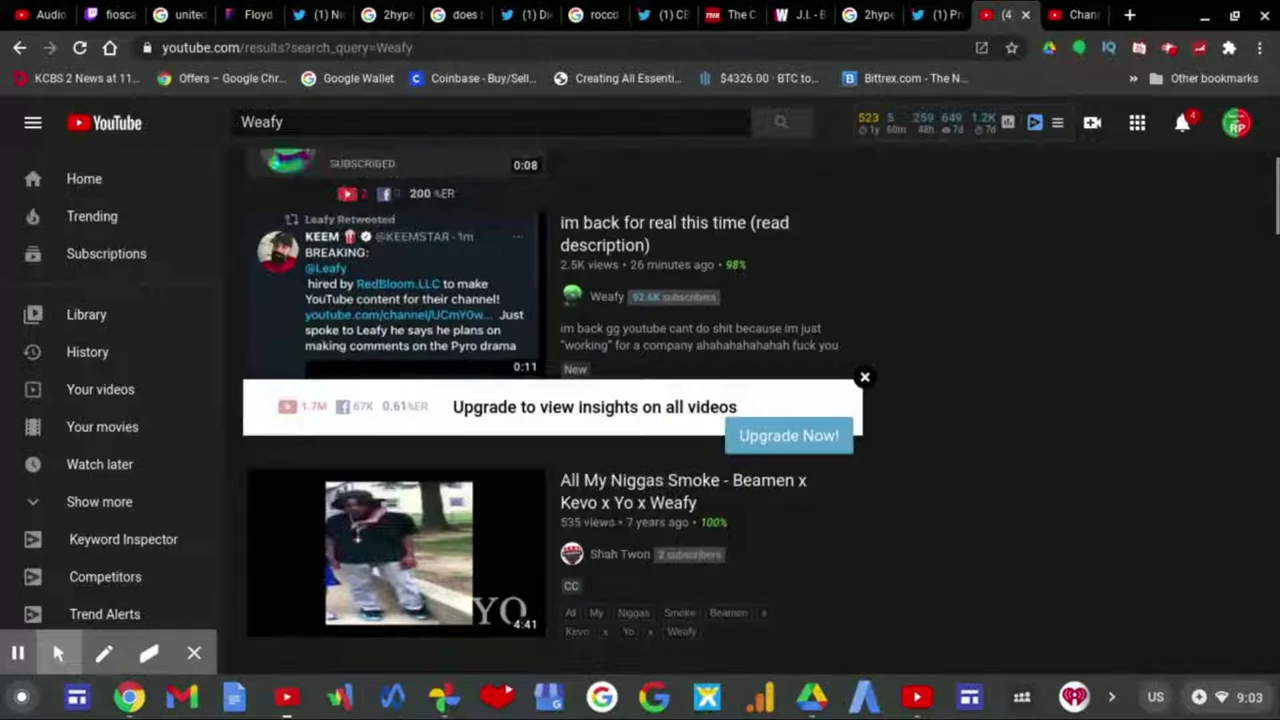 Audio
fiosca
united
Floyd
(1) Ni
2hype
does
(1) Di
rocco
(1) CB
The C
J.I. - B
2hype
(1) Pr
(4
Chan
youtube.com/results?search_query=Weafy
KCBS 2 News at 11...
Offers – Google Chr...
Google Wallet
Coinbase - Buy/Sell...
Creating All Essenti...
$4326.00 · BTC to...
Bittrex.com - The N...
»
Other bookmarks
YouTube
Weafy
523 5 259 649 1.2K
1y 60m 48h 7d 7d
4
RP
Home
Trending
Subscriptions
Library
History
Your videos
Your movies
Watch later
Show more
Keyword Inspector
Competitors
Trend Alerts
SUBSCRIBED
0:08
200 %ER
Leafy Retweeted
KEEM @KEEMSTAR · 1m
BREAKING:
@Leafy
hired by RedBloom.LLC to make
YouTube content for their channel!
youtube.com/channel/UCmY0w... Just
spoke to Leafy he says he plans on
making comments on the Pyro drama
0:11
im back for real this time (read
description)
2.5K views • 26 minutes ago • 98%
Weafy 92.6K subscribers
im back gg youtube cant do shit because im just
"working" for a company ahahahahahah fuck you
New
1.7M 67K 0.61%ER
Upgrade to view insights on all videos
Upgrade Now!
All My Niggas Smoke - Beamen x
Kevo x Yo x Weafy
535 views • 7 years ago • 100%
Shah Twon 2 subscribers
CC
All My Niggas Smoke Beamen x
Kevo x Yo x Weafy
YO
4:41
US
9:03